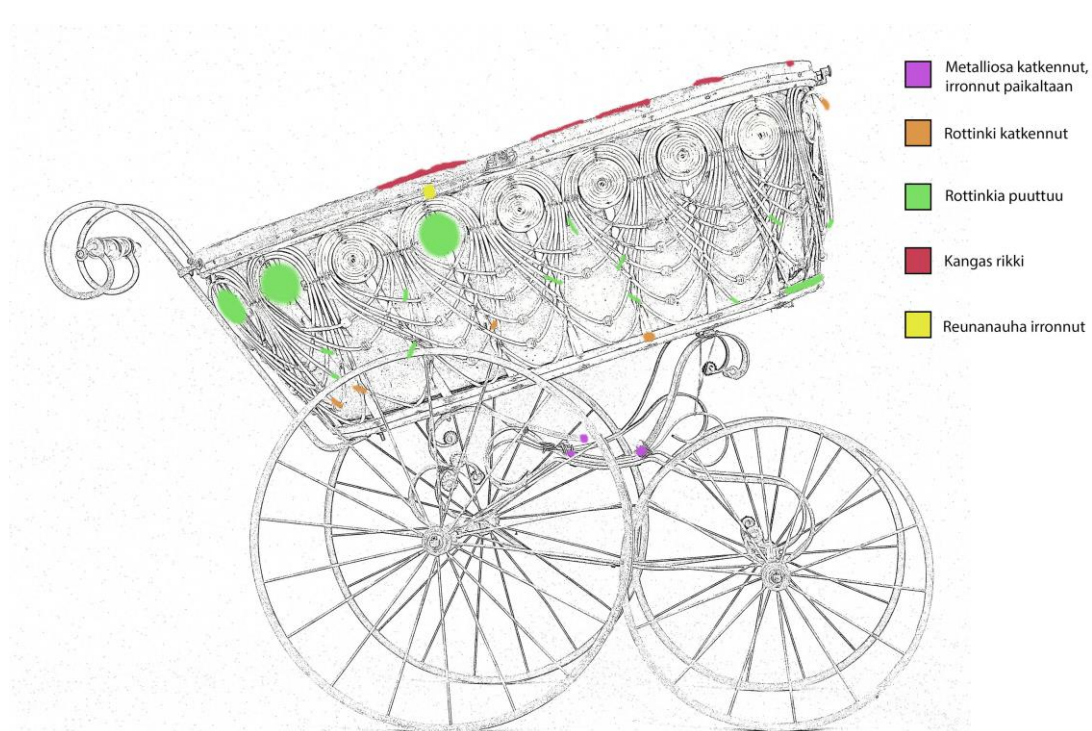 Metalliosa katkennut,
irronnut paikaltaan
Rottinki katkennut
Rottinkia puuttuu
Kangas rikki
Reunanauha irronnut